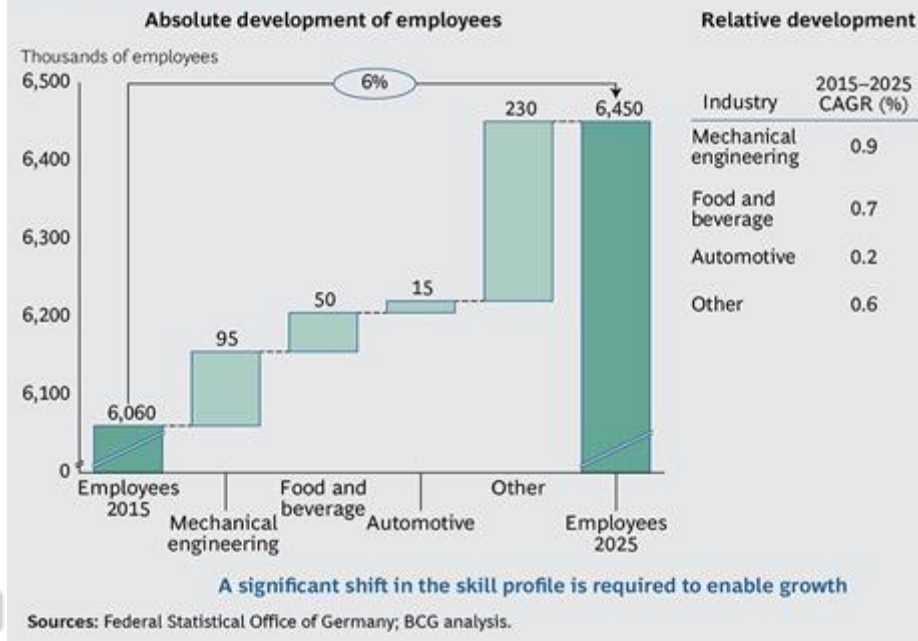 Absolute development of employees
Relative development
Thousands of employees
6,500
6,400
6,300
6,200
6,100
0
6%
6,060
95
50
15
230
6,450
Employees
2015
Mechanical
engineering
Food and
beverage
Automotive
Other
Employees
2025
Industry
2015–2025
CAGR (%)
Mechanical
engineering
0.9
Food and
beverage
0.7
Automotive
0.2
Other
0.6
A significant shift in the skill profile is required to enable growth
Sources: Federal Statistical Office of Germany; BCG analysis.